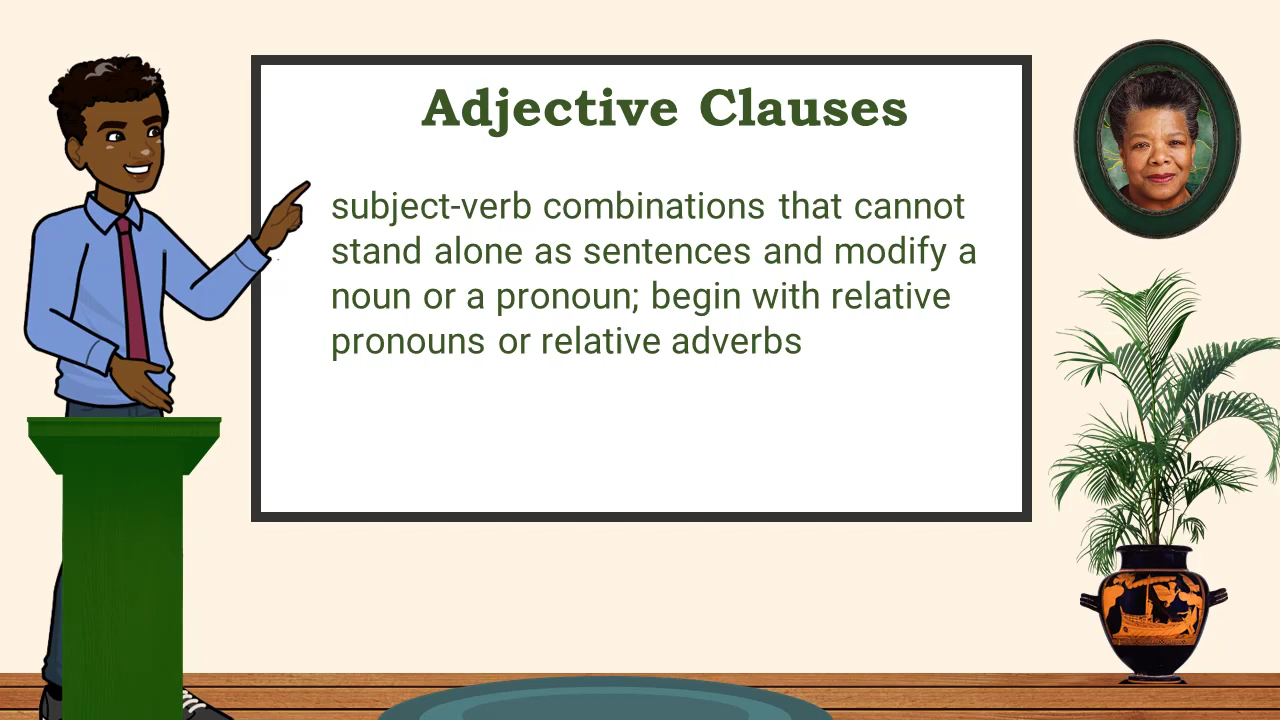 Adjective Clauses
subject-verb combinations that cannot
stand alone as sentences and modify a
noun or a pronoun; begin with relative
pronouns or relative adverbs